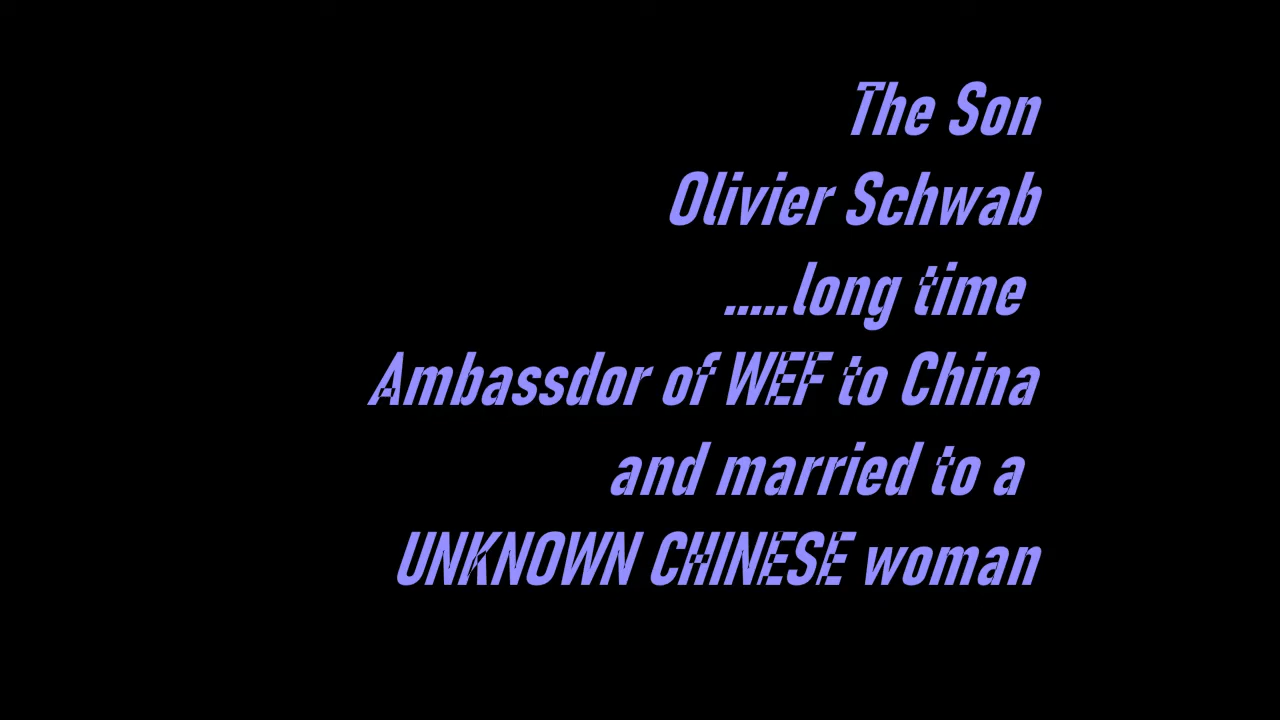 The Son
Olivier Schwab
.....long time
Ambassdor of WEF to China
and married to a
UNKNOWN CHINESE woman